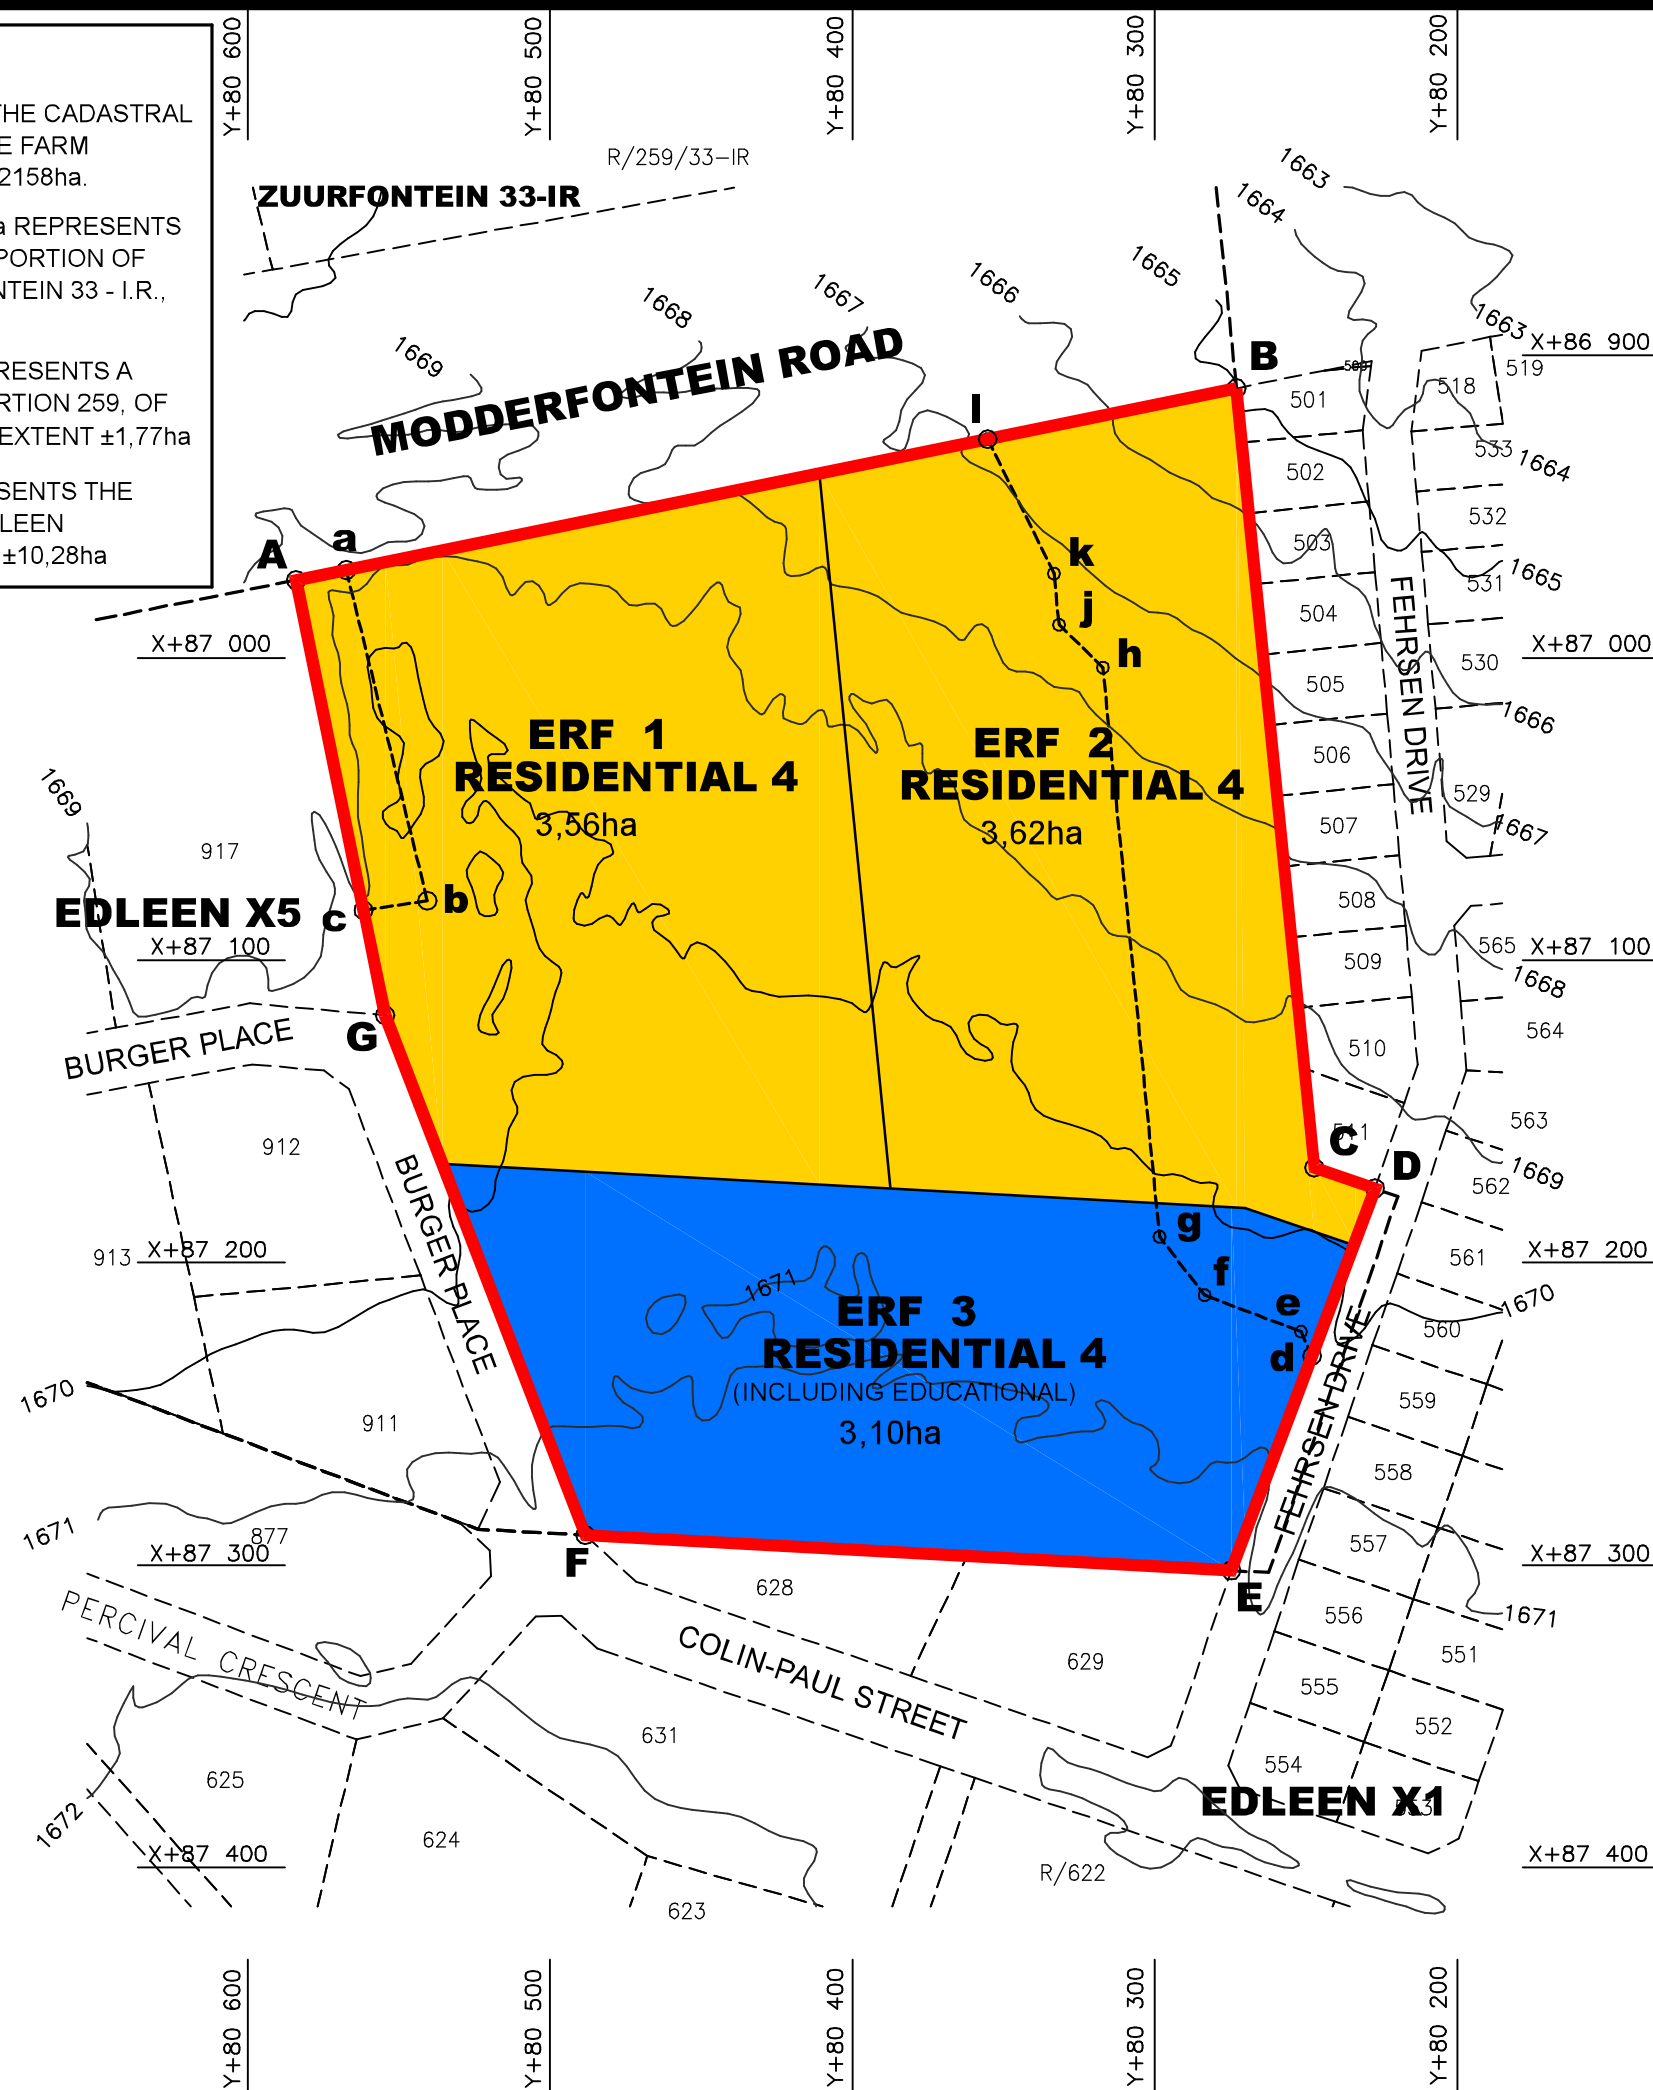 Y+80 600
Y+80 500
Y+80 400
Y+80 300
Y+80 200
THE CADASTRAL
E FARM
2158ha.
a REPRESENTS
PORTION OF
NTEIN 33 - I.R.,
RESENTS A
RTION 259, OF
EXTENT ±1,77ha
SENTS THE
LEEN
±10,28ha
R/259/33-IR
ZUURFONTEIN 33-IR
1663
1664
1665
1666
1667
1668
1669
MODDERFONTEIN ROAD
1663
X+86 900
519
518
501
B
I
533
1664
502
532
503
A
a
k
531
1665
j
504
X+87 000
X+87 000
h
530
505
FEHRSEN DRIVE
1666
ERF 1
RESIDENTIAL 4
3,56ha
ERF 2
RESIDENTIAL 4
3,62ha
506
529
1669
507
1667
917
508
b
EDLEEN X5
c
X+87 100
565
X+87 100
509
1668
G
BURGER PLACE
510
564
563
912
511
C
D
1669
562
BURGER PLACE
g
913
X+87 200
561
X+87 200
f
1671
e
1670
ERF 3
RESIDENTIAL 4
(INCLUDING EDUCATIONAL)
3,10ha
d
560
FEHRSEN DRIVE
1670
559
911
558
1671
877
X+87 300
557
X+87 300
F
E
628
556
1671
PERCIVAL CRESCENT
COLIN-PAUL STREET
629
551
555
631
552
554
625
EDLEEN X1
553
1672
624
X+87 400
R/622
X+87 400
623
Y+80 600
Y+80 500
Y+80 400
Y+80 300
Y+80 200